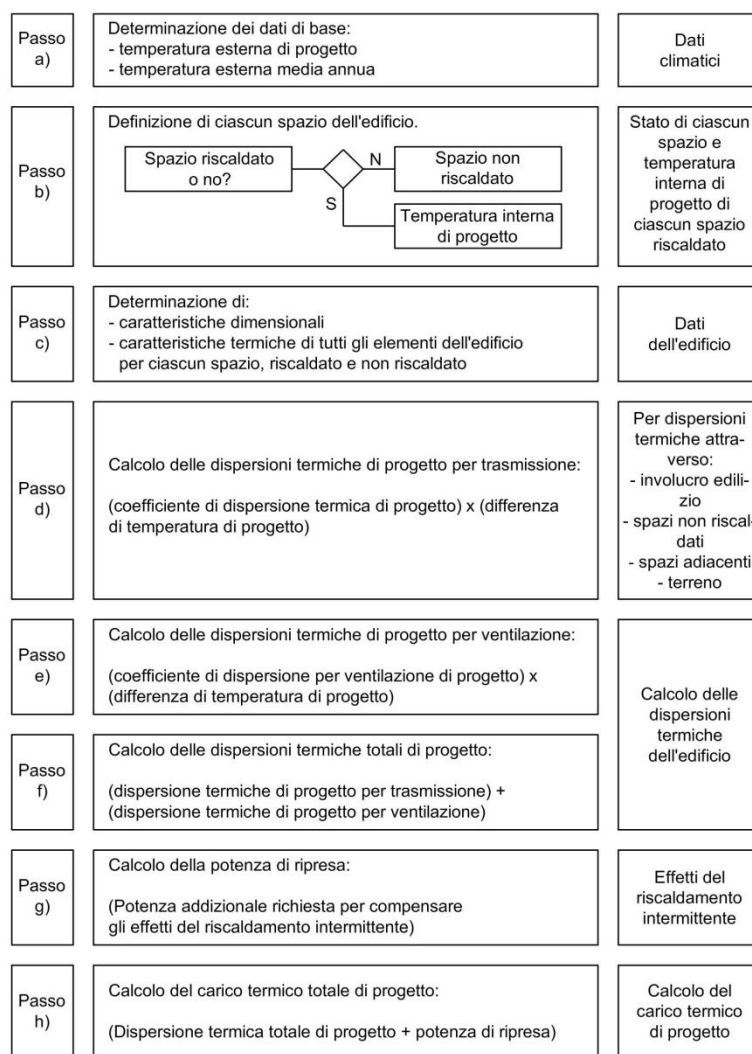 Passo
a)
Determinazione dei dati di base:
- temperatura esterna di progetto
- temperatura esterna media annua
Dati
climatici
Passo
b)
Definizione di ciascun spazio dell'edificio.
Spazio riscaldato
o no?
N
Spazio non
riscaldato
S
Temperatura interna
di progetto
Stato di ciascun
spazio e
temperatura
interna di
progetto di
ciascun spazio
riscaldato
Passo
c)
Determinazione di:
- caratteristiche dimensionali
- caratteristiche termiche di tutti gli elementi dell'edificio
per ciascun spazio, riscaldato e non riscaldato
Dati
dell'edificio
Passo
d)
Calcolo delle dispersioni termiche di progetto per trasmissione:
(coefficiente di dispersione termica di progetto) x (differenza
di temperatura di progetto)
Per dispersioni
termiche attra-
verso:
- involucro edili-
zio
- spazi non riscal-
dati
- spazi adiacenti
- terreno
Passo
e)
Calcolo delle dispersioni termiche di progetto per ventilazione:
(coefficiente di dispersione per ventilazione di progetto) x
(differenza di temperatura di progetto)
Calcolo delle
dispersioni
termiche
dell'edificio
Passo
f)
Calcolo delle dispersioni termiche totali di progetto:
(dispersione termiche di progetto per trasmissione) +
(dispersione termiche di progetto per ventilazione)
Passo
g)
Calcolo della potenza di ripresa:
(Potenza addizionale richiesta per compensare
gli effetti del riscaldamento intermittente)
Effetti del
riscaldamento
intermittente
Passo
h)
Calcolo del carico termico totale di progetto:
(Dispersione termica totale di progetto + potenza di ripresa)
Calcolo del
carico termico
di progetto